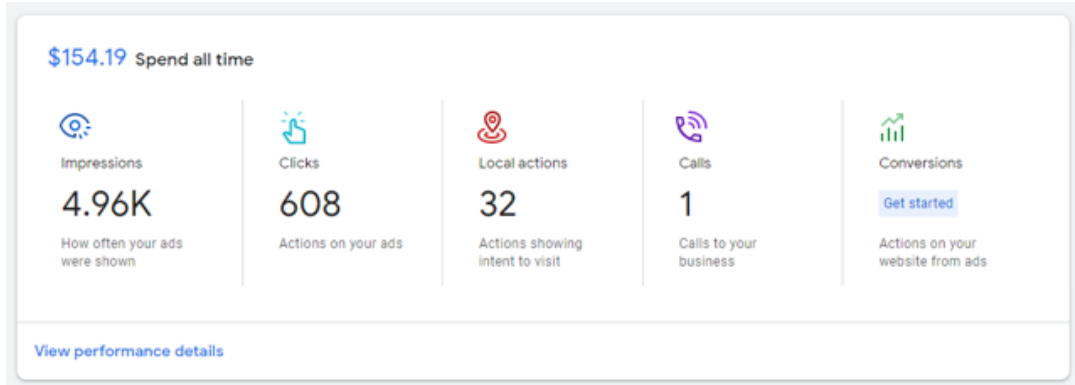 $154.19 Spend all time
Impressions
4.96K
How often your ads
were shown
Clicks
608
Actions on your ads
Local actions
32
Actions showing
intent to visit
Calls
1
Calls to your
business
Conversions
Get started
Actions on your
website from ads
View performance details